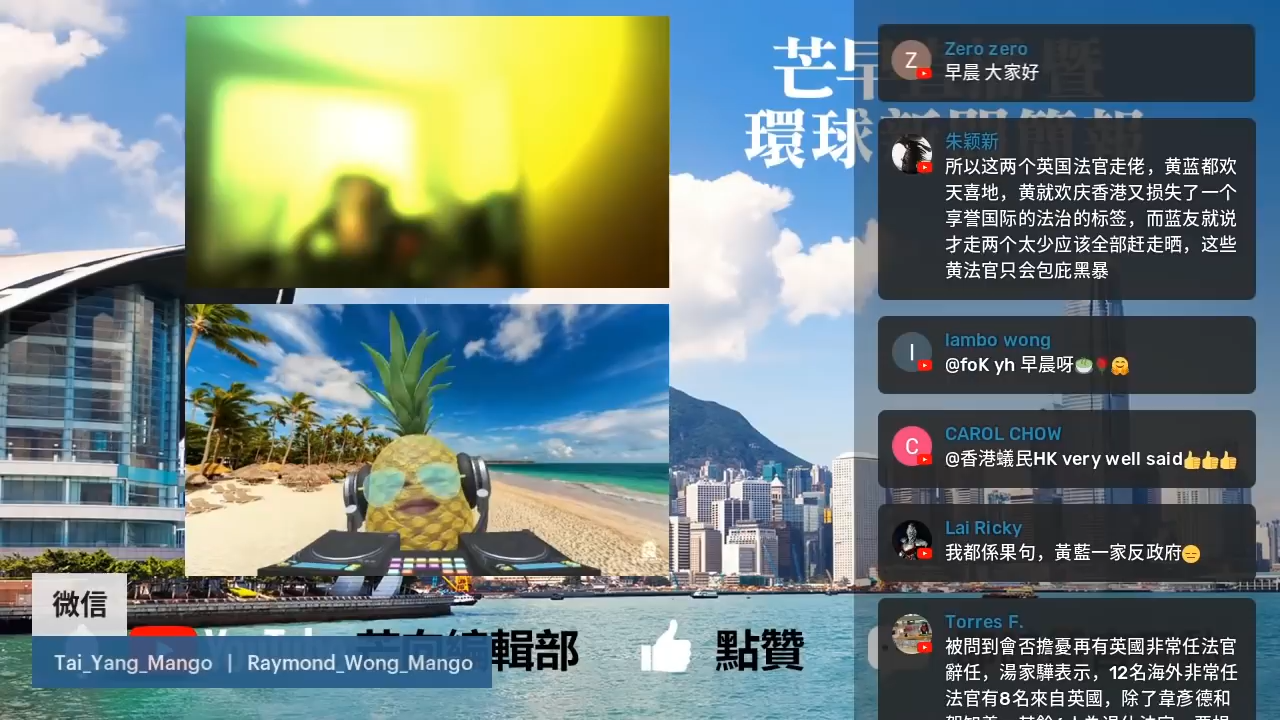 芒早
環球
Zero zero
早晨 大家好
朱颖新
所以这两个英国法官走佬，黄蓝都欢
天喜地，黄就欢庆香港又损失了一个
享誉国际的法治的标签，而蓝友就说
才走两个太少应该全部赶走晒，这些
黄法官只会包庇黑暴
lambo wong
@foK yh 早晨呀🍵🌹🤗
CAROL CHOW
@香港蟻民HK very well said👍👍👍
Lai Ricky
我都係果句，黃藍一家反政府😑
Torres F.
被問到會否擔憂再有英國非常任法官
辭任，湯家驊表示，12名海外非常任
法官有8名來自英國，除了韋彥德和
微信
Tai_Yang_Mango | Raymond_Wong_Mango
編輯部
點贊